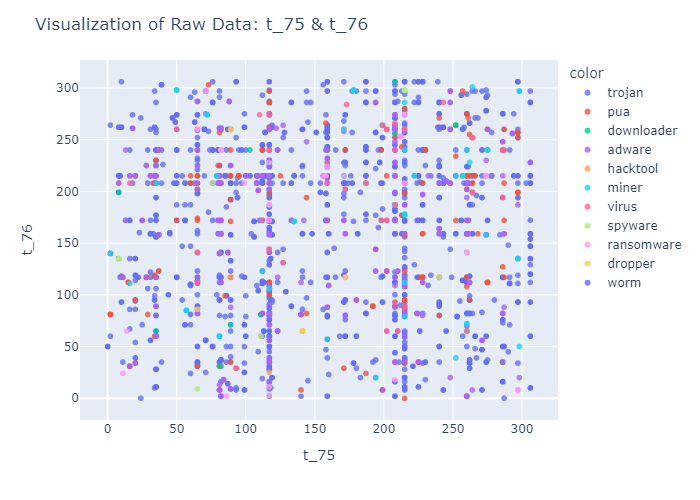 Visualization of Raw Data: t_75 & t_76
color
trojan
pua
downloader
adware
hacktool
miner
virus
spyware
ransomware
dropper
worm
t_76
300
250
200
150
100
50
0
0 50 100 150 200 250 300
t_75